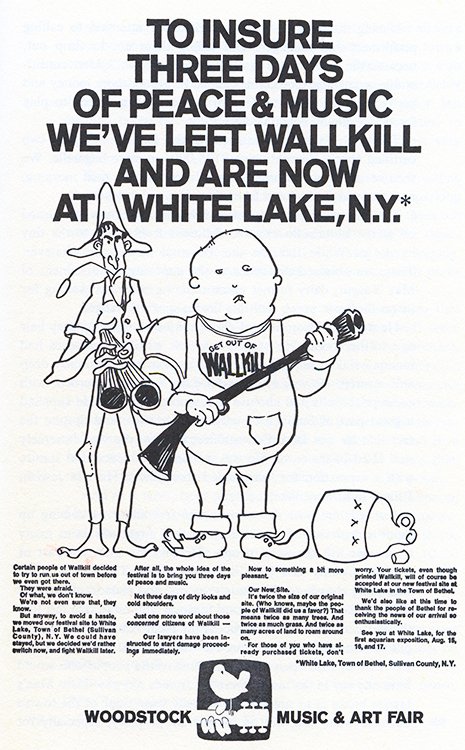 TO INSURE
THREE DAYS
OF PEACE & MUSIC
WE'VE LEFT WALLKILL
AND ARE NOW
AT WHITE LAKE, N.Y.*
GET OUT OF
WALLKILL
Certain people of Wallkill decided
to try to run us out of town before
we even got there.
They were afraid.
Of what, we don't know.
We're not even sure that they
know.
But anyway, to avoid a hassle,
we moved our festival site to White
Lake, Town of Bethel (Sullivan
County), N.Y. We could have
stayed, but we decided we'd rather
switch now, and fight Wallkill later.
After all, the whole idea of the
festival is to bring you three days
of peace and music.
Not three days of dirty looks and
cold shoulders.
Just one more word about those
concerned citizens of Wallkill —
Our lawyers have been in-
structed to start damage proceed-
ings immediately.
Now to something a bit more
pleasant.
Our New Site.
It's twice the size of our original
site. (Who knows, maybe the peo-
ple of Wallkill did us a favor?) That
means twice as many trees. And
twice as much grass. And twice as
many acres of land to roam around
on.
For those of you who have al-
ready purchased tickets, don't
worry. Your tickets, even though
printed Wallkill, will of course be
accepted at our new festival site at
White Lake in the Town of Bethel.
We'd also like at this time to
thank the people of Bethel for re-
ceiving the news of our arrival so
enthusiastically.
See you at White Lake, for the
first aquarian exposition, Aug. 15,
16, and 17.
*White Lake, Town of Bethel, Sullivan County, N.Y.
WOODSTOCK MUSIC & ART FAIR